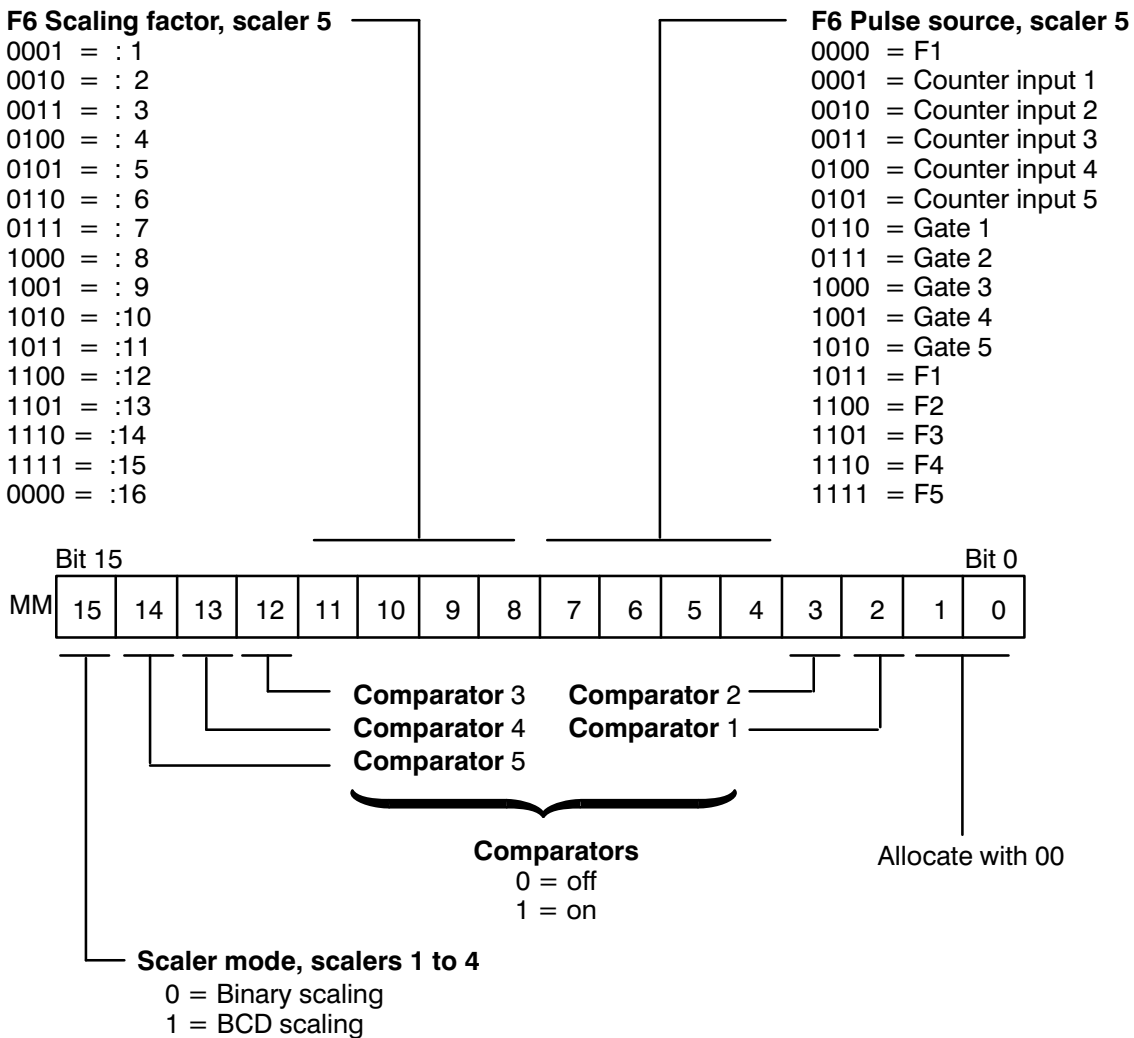 F6 Scaling factor, scaler 5
0001 = : 1
0010 = : 2
0011 = : 3
0100 = : 4
0101 = : 5
0110 = : 6
0111 = : 7
1000 = : 8
1001 = : 9
1010 = :10
1011 = :11
1100 = :12
1101 = :13
1110 = :14
1111 = :15
0000 = :16
F6 Pulse source, scaler 5
0000 = F1
0001 = Counter input 1
0010 = Counter input 2
0011 = Counter input 3
0100 = Counter input 4
0101 = Counter input 5
0110 = Gate 1
0111 = Gate 2
1000 = Gate 3
1001 = Gate 4
1010 = Gate 5
1011 = F1
1100 = F2
1101 = F3
1110 = F4
1111 = F5
Bit 15 Bit 0
MM 15 14 13 12 11 10 9 8 7 6 5 4 3 2 1 0
Comparator 3 Comparator 2
Comparator 4 Comparator 1
Comparator 5
Comparators
0 = off
1 = on
Allocate with 00
Scaler mode, scalers 1 to 4
0 = Binary scaling
1 = BCD scaling